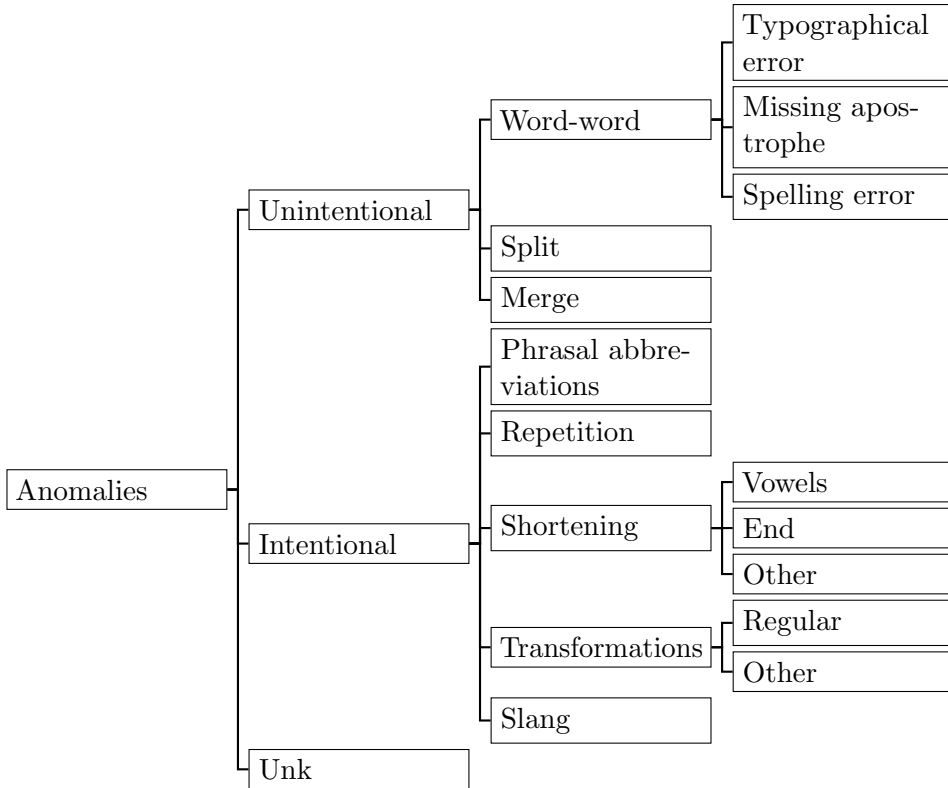 Typographical
error
Missing apos-
trophe
Spelling error
Word-word
Unintentional
Split
Merge
Phrasal abbre-
viations
Repetition
Anomalies
Intentional
Shortening
Vowels
End
Other
Transformations
Regular
Other
Slang
Unk